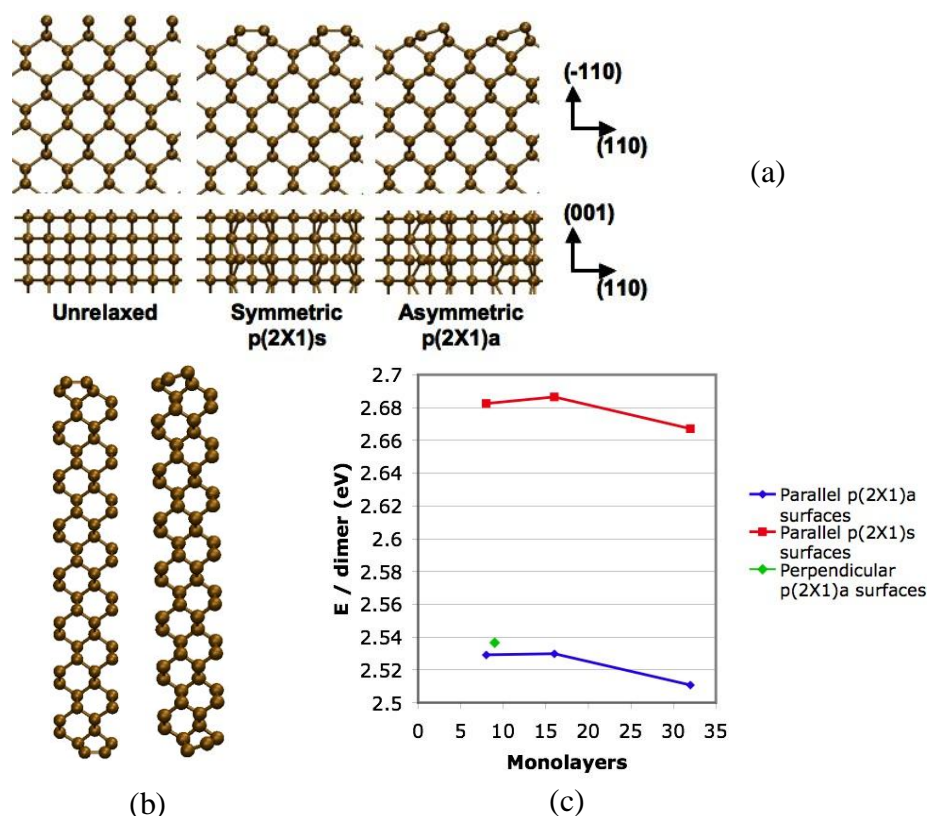 (-110)
(110)
(a)
(001)
(110)
Unrelaxed
Symmetric
p(2X1)s
Asymmetric
p(2X1)a
2.7
2.68
2.66
2.64
2.62
2.6
2.58
2.56
2.54
2.52
2.5
E / dimer (eV)
0
5
10
15
20
25
30
35
Monolayers
Parallel p(2X1)a
surfaces
Parallel p(2X1)s
surfaces
Perpendicular
p(2X1)a surfaces
(b)
(c)